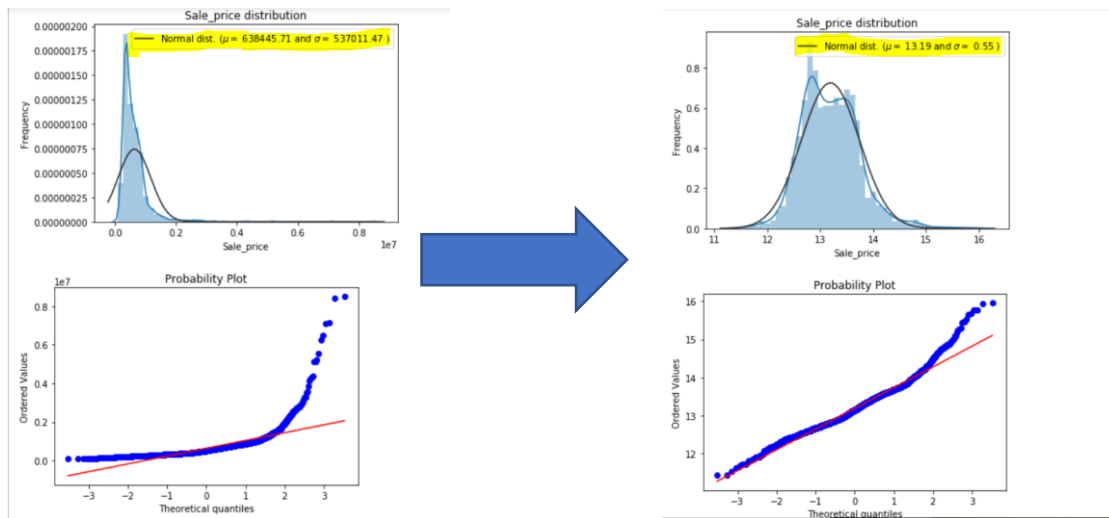 Sale_price distribution
Normal dist. (μ = 638445.71 and σ = 537011.47 )
0.00000200
0.00000175
0.00000150
0.00000125
0.00000100
0.00000075
0.00000050
0.00000025
0.00000000
Frequency
0.0 0.2 0.4 0.6 0.8
1e7
Sale_price
Probability Plot
1e7
0.8
0.6
0.4
0.2
0.0
Ordered Values
−3 −2 −1 0 1 2 3
Theoretical quantiles
Sale_price distribution
Normal dist. (μ = 13.19 and σ = 0.55 )
0.8
0.6
0.4
0.2
0.0
Frequency
11 12 13 14 15 16
Sale_price
Probability Plot
16
15
14
13
12
Ordered Values
−3 −2 −1 0 1 2 3
Theoretical quantiles